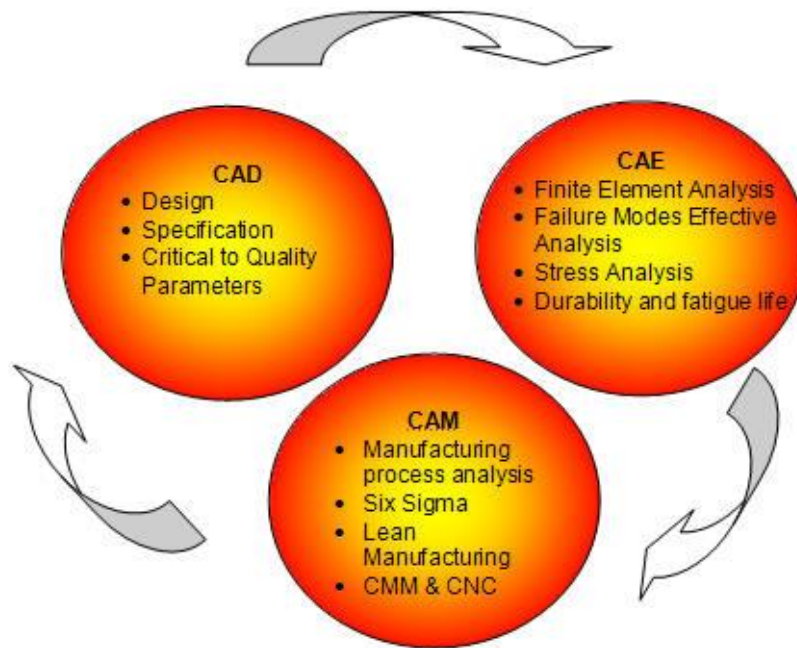 CAD
• Design
• Specification
• Critical to Quality
Parameters
CAE
• Finite Element Analysis
• Failure Modes Effective
Analysis
• Stress Analysis
• Durability and fatigue life
CAM
• Manufacturing
process analysis
• Six Sigma
• Lean
Manufacturing
• CMM & CNC